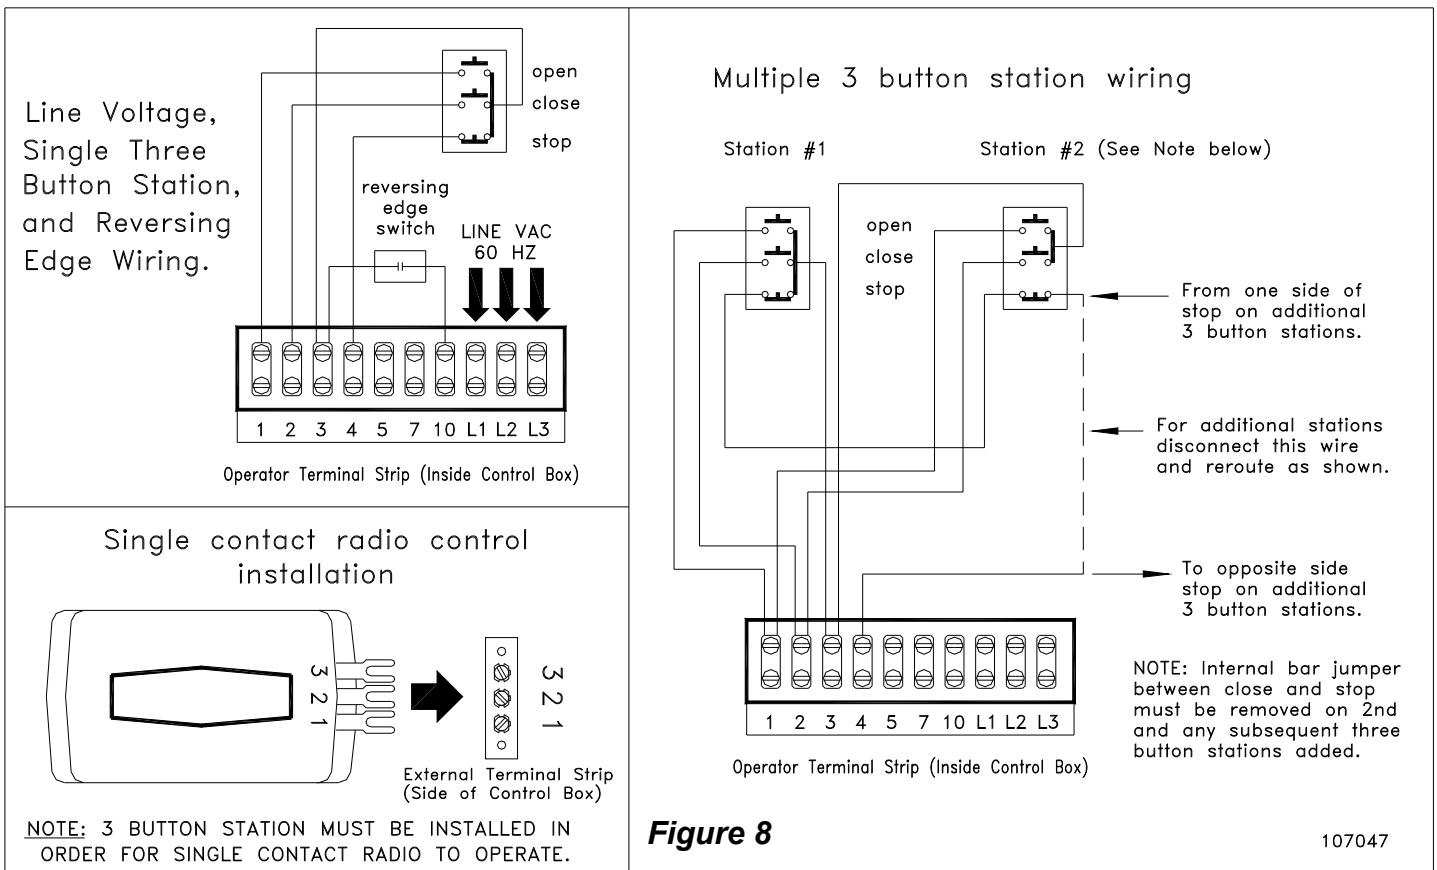 Line Voltage,
Single Three
Button Station,
and Reversing
Edge Wiring.
open
close
stop
reversing
edge
switch
LINE VAC
60 HZ
1 2 3 4 5 7 10 L1 L2 L3
Operator Terminal Strip (Inside Control Box)
Single contact radio control
installation
3 2 1
3 2 1
External Terminal Strip
(Side of Control Box)
NOTE: 3 BUTTON STATION MUST BE INSTALLED IN
ORDER FOR SINGLE CONTACT RADIO TO OPERATE.
Multiple 3 button station wiring
Station #1
Station #2 (See Note below)
open
close
stop
From one side of
stop on additional
3 button stations.
For additional stations
disconnect this wire
and reroute as shown.
To opposite side
stop on additional
3 button stations.
1 2 3 4 5 7 10 L1 L2 L3
Operator Terminal Strip (Inside Control Box)
NOTE: Internal bar jumper
between close and stop
must be removed on 2nd
and any subsequent three
button stations added.
Figure 8
107047